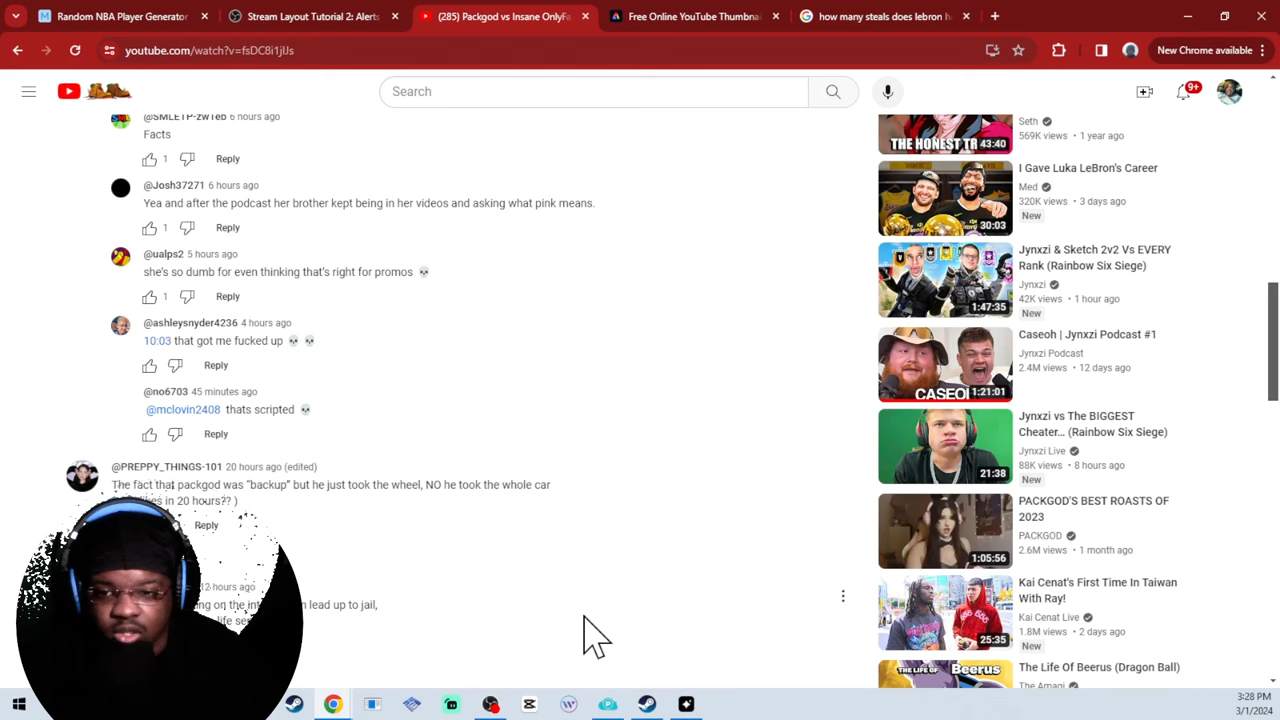 Random NBA Player Generator
Stream Layout Tutorial 2: Alerts
(285) Packgod vs Insane OnlyFa
Free Online YouTube Thumbnai
how many steals does lebron h
youtube.com/watch?v=fsDC8i1jlJs
New Chrome available
Search
9+
@SMLETP-zw1eb 6 hours ago
Facts
1
Reply
@Josh37271 6 hours ago
Yea and after the podcast her brother kept being in her videos and asking what pink means.
1
Reply
@ualps2 5 hours ago
she's so dumb for even thinking that's right for promos 💀
1
Reply
@ashleysnyder4236 4 hours ago
10:03 that got me fucked up 💀 💀
Reply
@no6703 45 minutes ago
@mclovin2408 thats scripted 💀
Reply
@PREPPY_THINGS-101 20 hours ago (edited)
The fact that packgod was "backup" but he just took the wheel, NO he took the whole car
in 20 hours?? )
Reply
12 hours ago
on the
lead up to jail,
THE HONEST TR
43:40
Seth
569K views • 1 year ago
30:03
I Gave Luka LeBron's Career
Med
320K views • 3 days ago
New
1:47:35
Jynxzi & Sketch 2v2 Vs EVERY
Rank (Rainbow Six Siege)
Jynxzi
42K views • 1 hour ago
New
CASEOH
1:21:01
Caseoh | Jynxzi Podcast #1
Jynxzi Podcast
2.4M views • 12 days ago
21:38
Jynxzi vs The BIGGEST
Cheater... (Rainbow Six Siege)
Jynxzi Live
88K views • 8 hours ago
New
1:05:56
PACKGOD'S BEST ROASTS OF
2023
PACKGOD
2.6M views • 1 month ago
25:35
Kai Cenat's First Time In Taiwan
With Ray!
Kai Cenat Live
1.8M views • 2 days ago
New
THE LIFE OF Beerus
The Life Of Beerus (Dragon Ball)
The Amagi
3:28 PM
3/1/2024